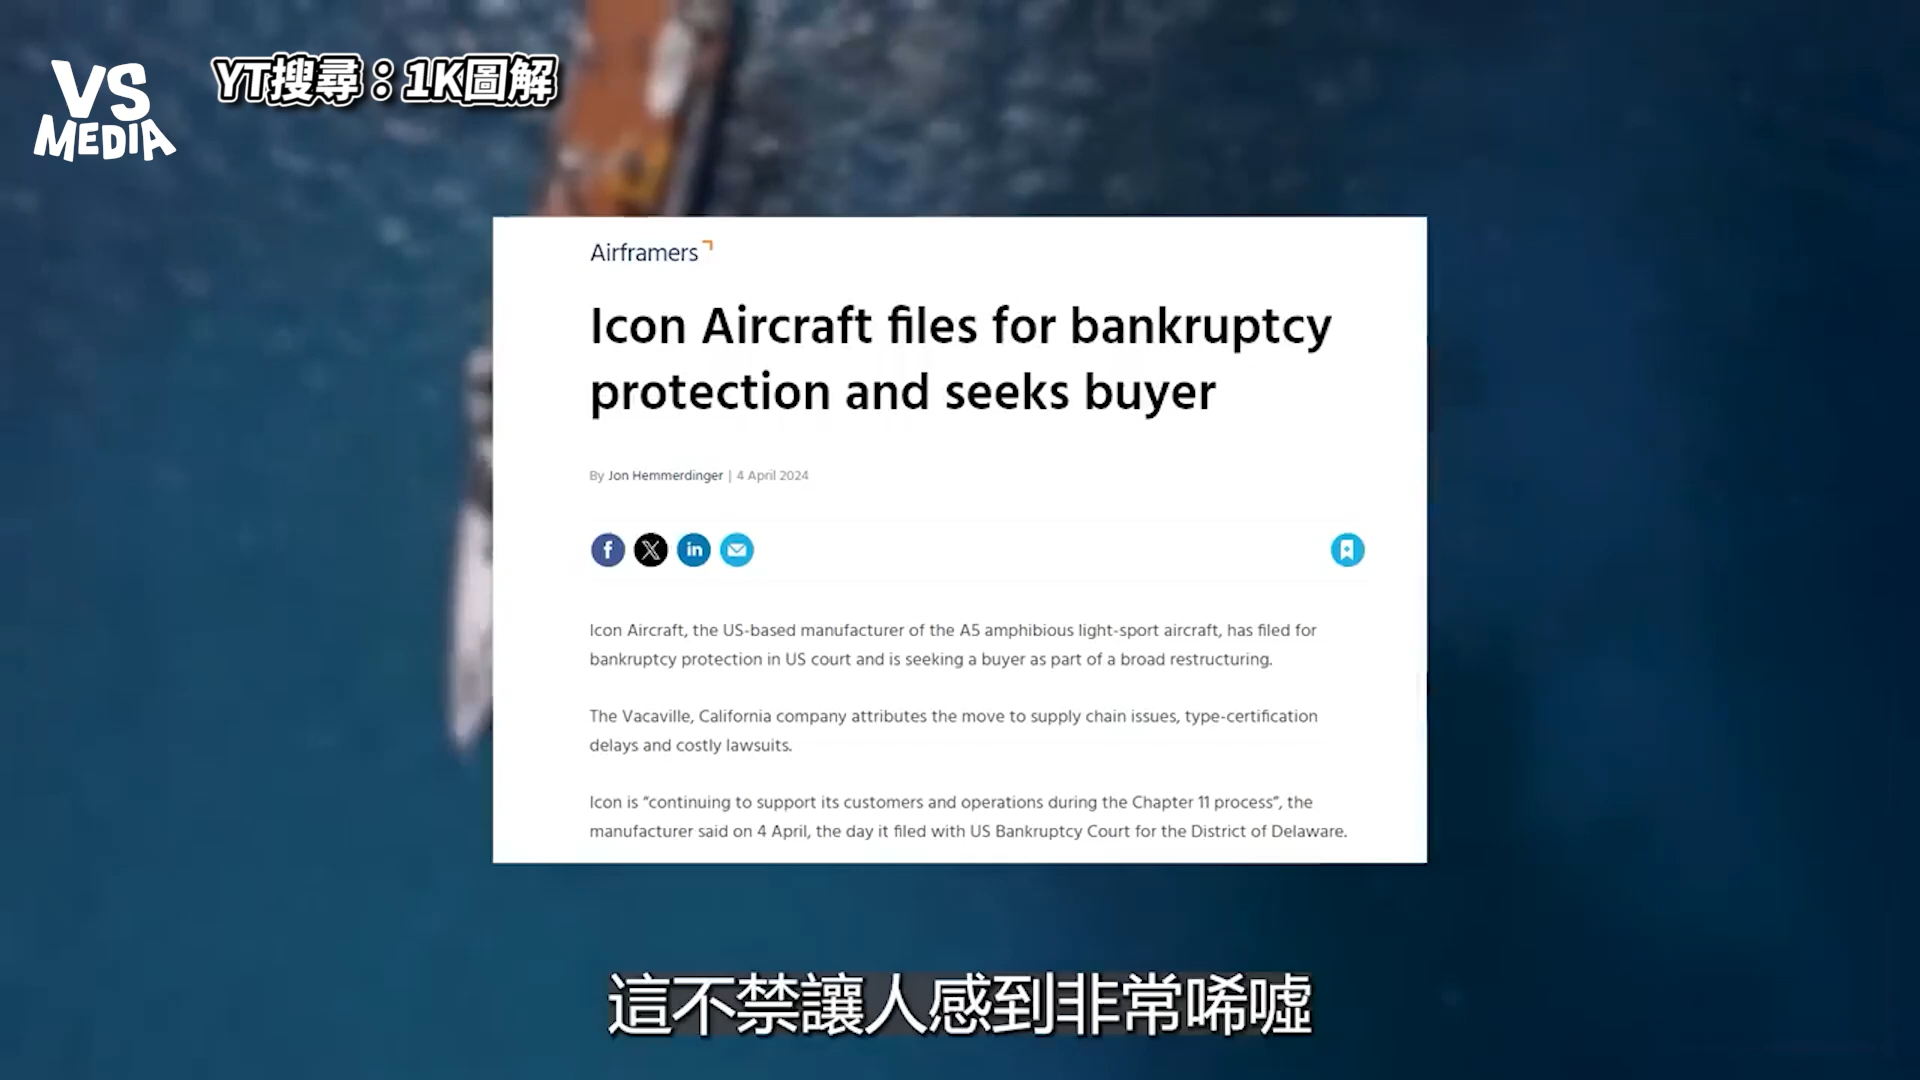 VS
MEDIA
YT搜尋：1K圖解
Airframers
Icon Aircraft files for bankruptcy
protection and seeks buyer
By Jon Hemmerdinger | 4 April 2024
Icon Aircraft, the US-based manufacturer of the A5 amphibious light-sport aircraft, has filed for
bankruptcy protection in US court and is seeking a buyer as part of a broad restructuring.
The Vacaville, California company attributes the move to supply chain issues, type-certification
delays and costly lawsuits.
Icon is “continuing to support its customers and operations during the Chapter 11 process”, the
manufacturer said on 4 April, the day it filed with US Bankruptcy Court for the District of Delaware.
這不禁讓人感到非常唏噓